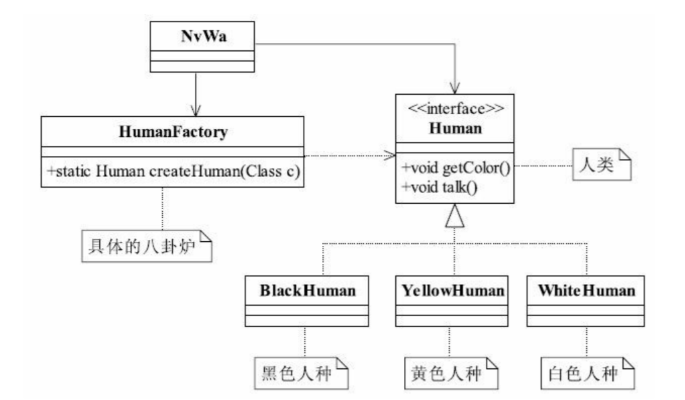 NvWa
<<interface>>
Human
HumanFactory
+static Human createHuman(Class c)
+void getColor()
+void talk()
人类
具体的八卦炉
BlackHuman
YellowHuman
WhiteHuman
黑色人种
黄色人种
白色人种